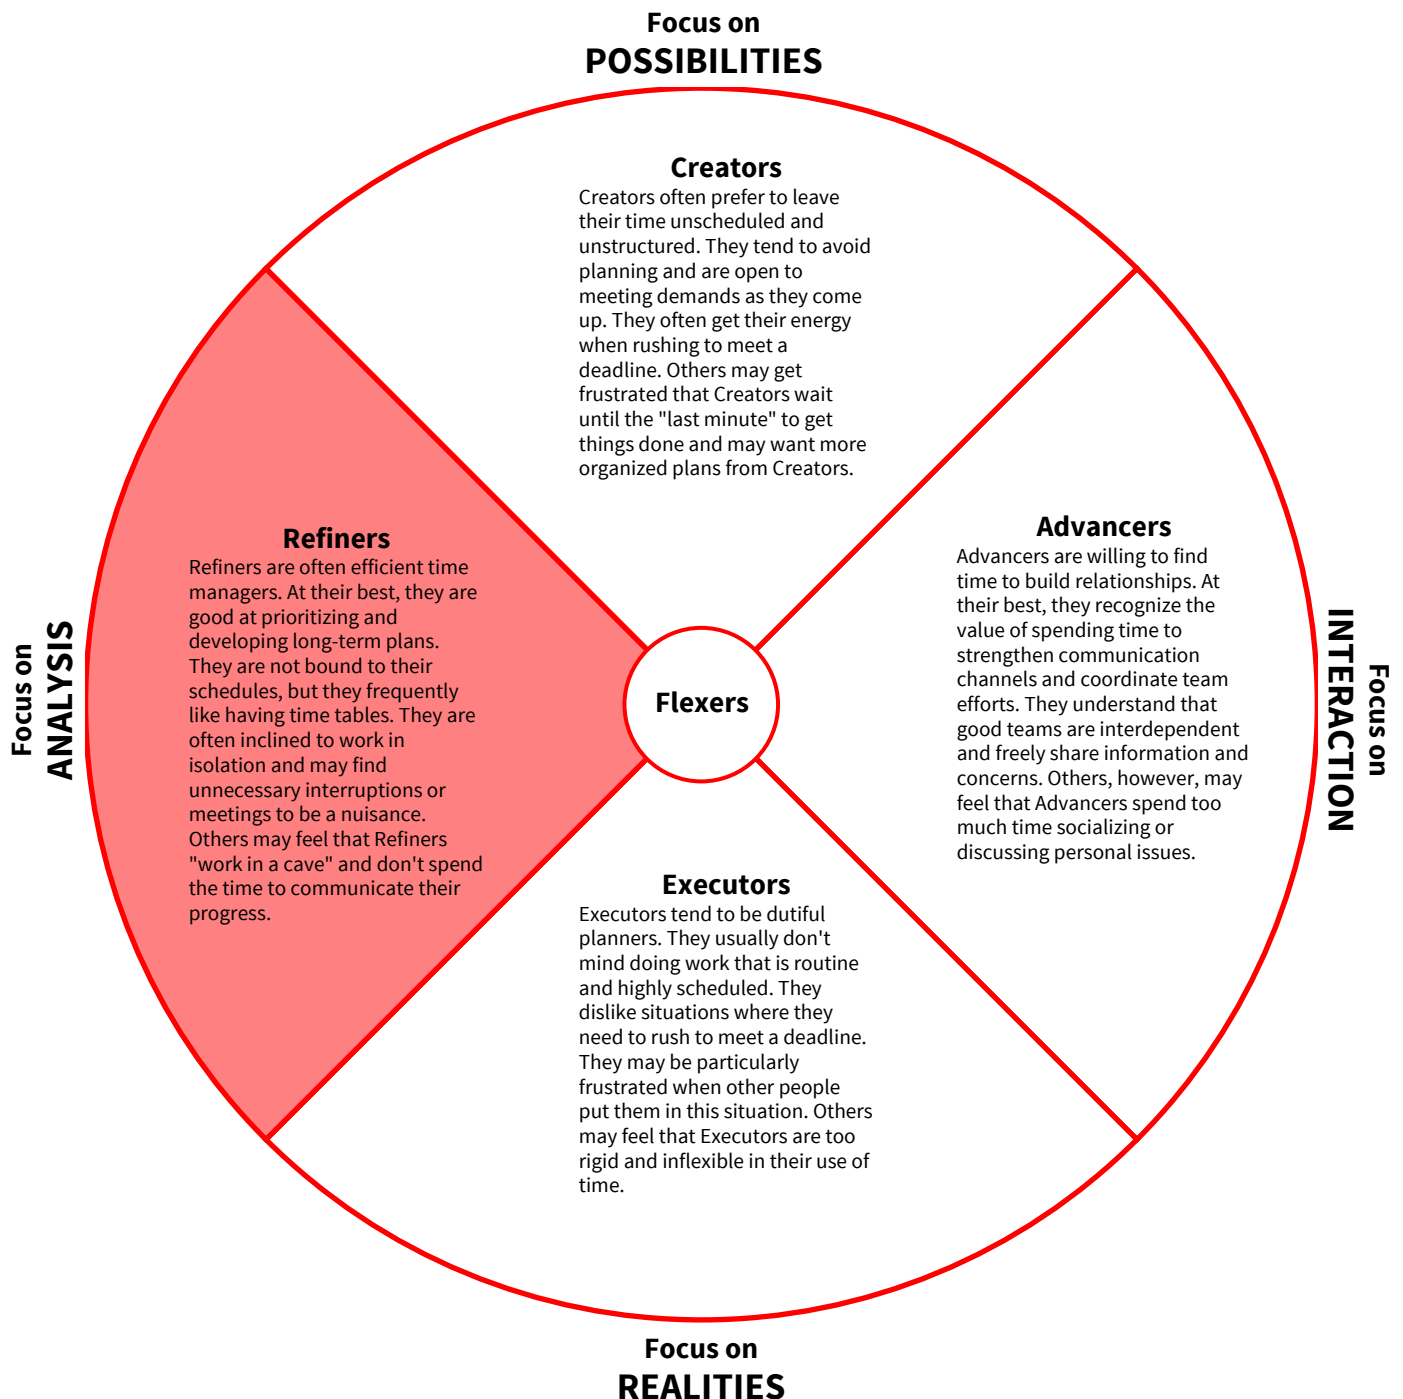 Focus on
POSSIBILITIES
Creators
Creators often prefer to leave
their time unscheduled and
unstructured. They tend to avoid
planning and are open to
meeting demands as they come
up. They often get their energy
when rushing to meet a
deadline. Others may get
frustrated that Creators wait
until the "last minute" to get
things done and may want more
organized plans from Creators.
Focus on
ANALYSIS
Refiners
Refiners are often efficient time
managers. At their best, they are
good at prioritizing and
developing long-term plans.
They are not bound to their
schedules, but they frequently
like having time tables. They are
often inclined to work in
isolation and may find
unnecessary interruptions or
meetings to be a nuisance.
Others may feel that Refiners
"work in a cave" and don't spend
the time to communicate their
progress.
Flexers
Advancers
Advancers are willing to find
time to build relationships. At
their best, they recognize the
value of spending time to
strengthen communication
channels and coordinate team
efforts. They understand that
good teams are interdependent
and freely share information and
concerns. Others, however, may
feel that Advancers spend too
much time socializing or
discussing personal issues.
Focus on
INTERACTION
Executors
Executors tend to be dutiful
planners. They usually don't
mind doing work that is routine
and highly scheduled. They
dislike situations where they
need to rush to meet a deadline.
They may be particularly
frustrated when other people
put them in this situation. Others
may feel that Executors are too
rigid and inflexible in their use of
time.
Focus on
REALITIES